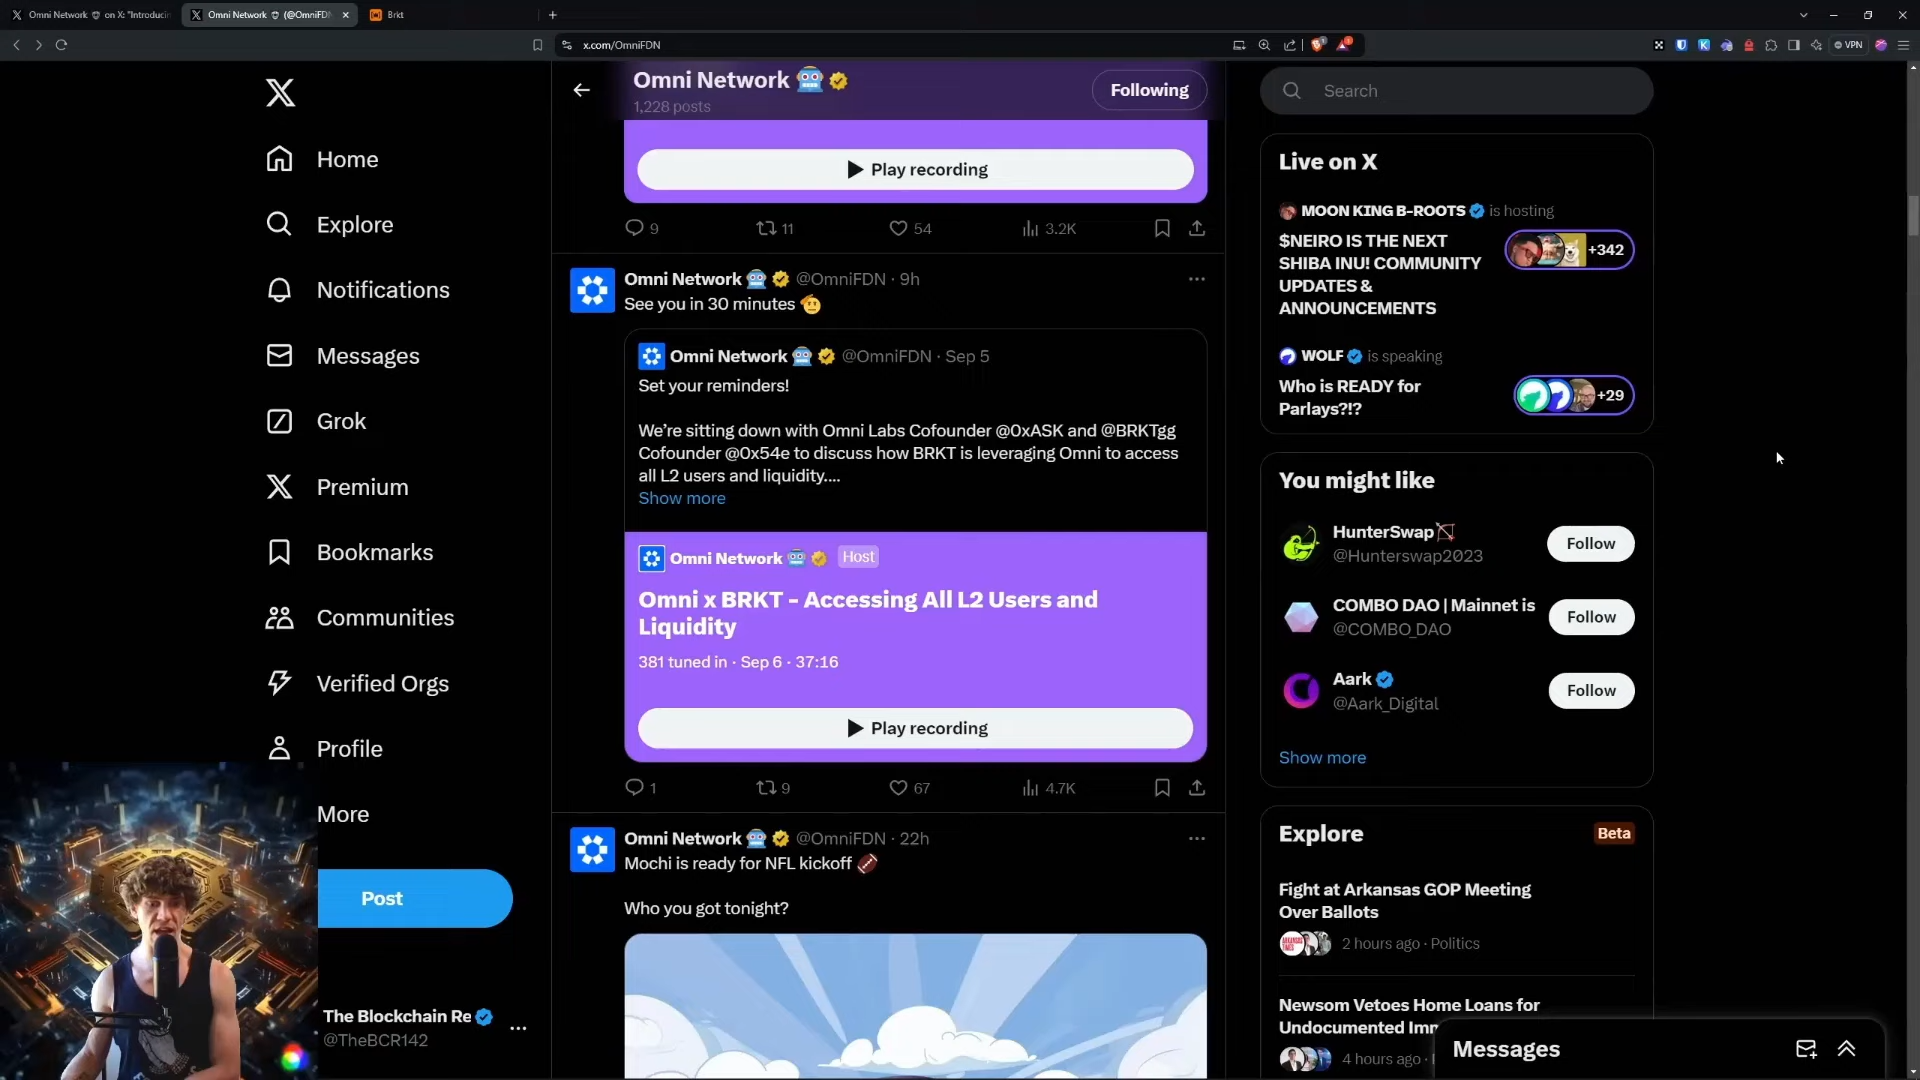 Omni Network on X: "Introducin
Omni Network (@OmniFD
Brkt
x.com/OmniFDN
VPN
Home
Explore
Notifications
Messages
Grok
Premium
Bookmarks
Communities
Verified Orgs
Profile
More
Post
The Blockchain Re
@TheBCR142
Omni Network
1,228 posts
Following
Play recording
9
11
54
3.2K
Omni Network @OmniFDN · 9h
See you in 30 minutes
Omni Network @OmniFDN · Sep 5
Set your reminders!
We’re sitting down with Omni Labs Cofounder @0xASK and @BRKTgg
Cofounder @0x54e to discuss how BRKT is leveraging Omni to access
all L2 users and liquidity....
Show more
Omni Network Host
Omni x BRKT - Accessing All L2 Users and
Liquidity
381 tuned in · Sep 6 · 37:16
Play recording
1
9
67
4.7K
Omni Network @OmniFDN · 22h
Mochi is ready for NFL kickoff
Who you got tonight?
Search
Live on X
MOON KING B-ROOTS is hosting
$NEIRO IS THE NEXT
SHIBA INU! COMMUNITY
UPDATES &
ANNOUNCEMENTS
+342
WOLF is speaking
Who is READY for
Parlays?!?
+29
You might like
HunterSwap
@Hunterswap2023
Follow
COMBO DAO | Mainnet is
@COMBO_DAO
Follow
Aark
@Aark_Digital
Follow
Show more
Explore
Beta
Fight at Arkansas GOP Meeting
Over Ballots
2 hours ago · Politics
Newsom Vetoes Home Loans for
Undocumented Imm
4 hours ago ·
Messages